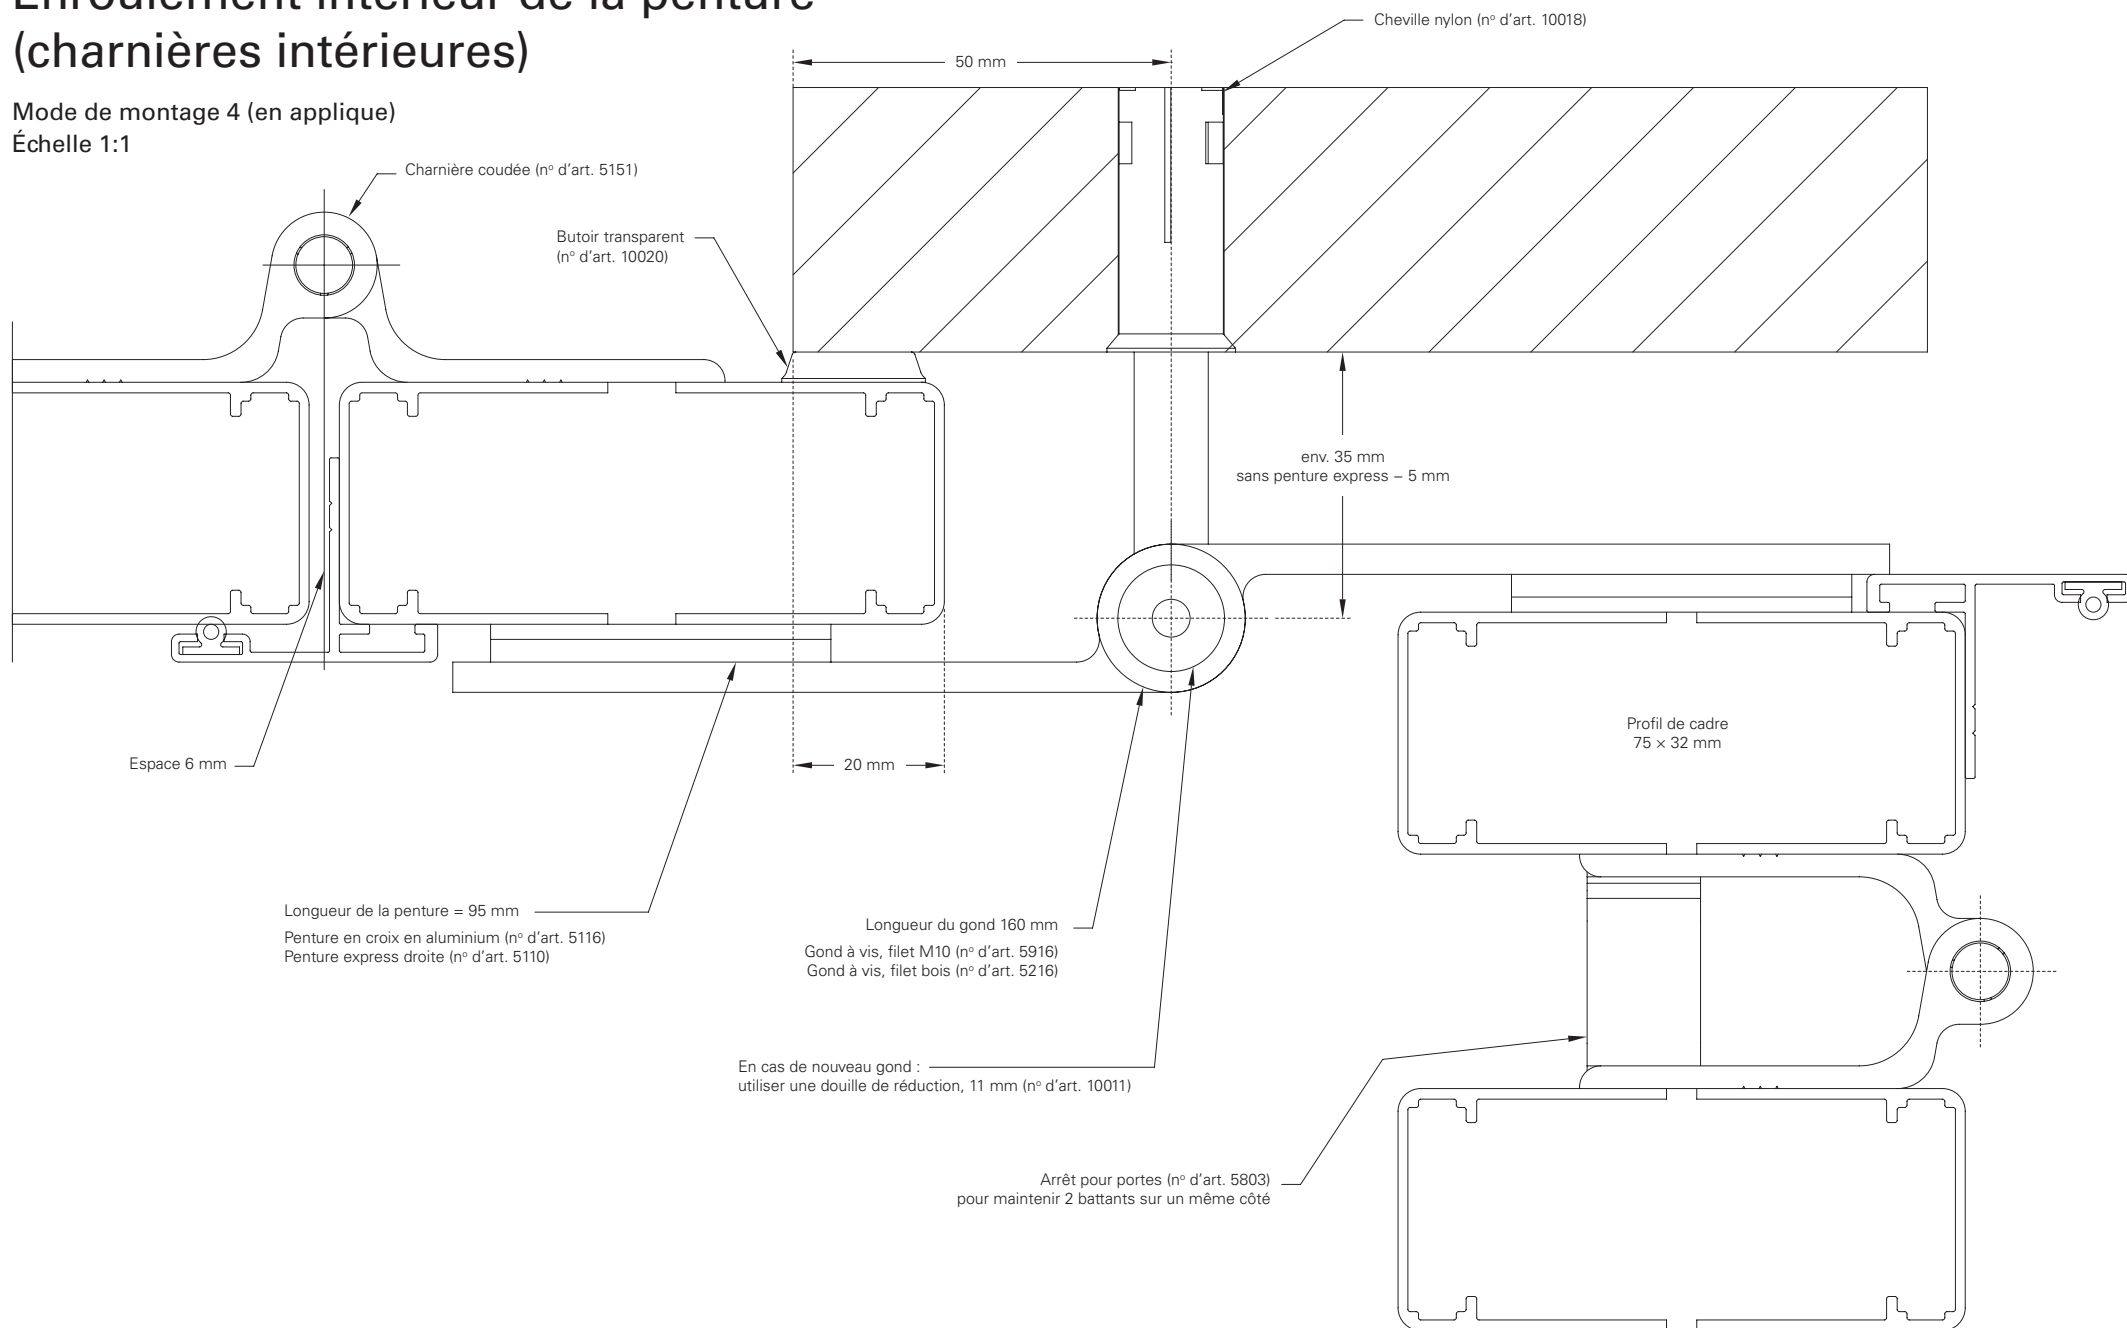 Enroulement intérieur de la penture
(charnières intérieures)
Mode de montage 4 (en applique)
Échelle 1:1
Cheville nylon (nº d’art. 10018)
50 mm
Charnière coudée (nº d’art. 5151)
Butoir transparent
(nº d’art. 10020)
env. 35 mm
sans penture express – 5 mm
Profil de cadre
75 × 32 mm
Espace 6 mm
20 mm
Longueur de la penture = 95 mm
Penture en croix en aluminium (nº d’art. 5116)
Penture express droite (nº d’art. 5110)
Longueur du gond 160 mm
Gond à vis, filet M10 (nº d’art. 5916)
Gond à vis, filet bois (nº d’art. 5216)
En cas de nouveau gond :
utiliser une douille de réduction, 11 mm (nº d’art. 10011)
Arrêt pour portes (nº d’art. 5803)
pour maintenir 2 battants sur un même côté